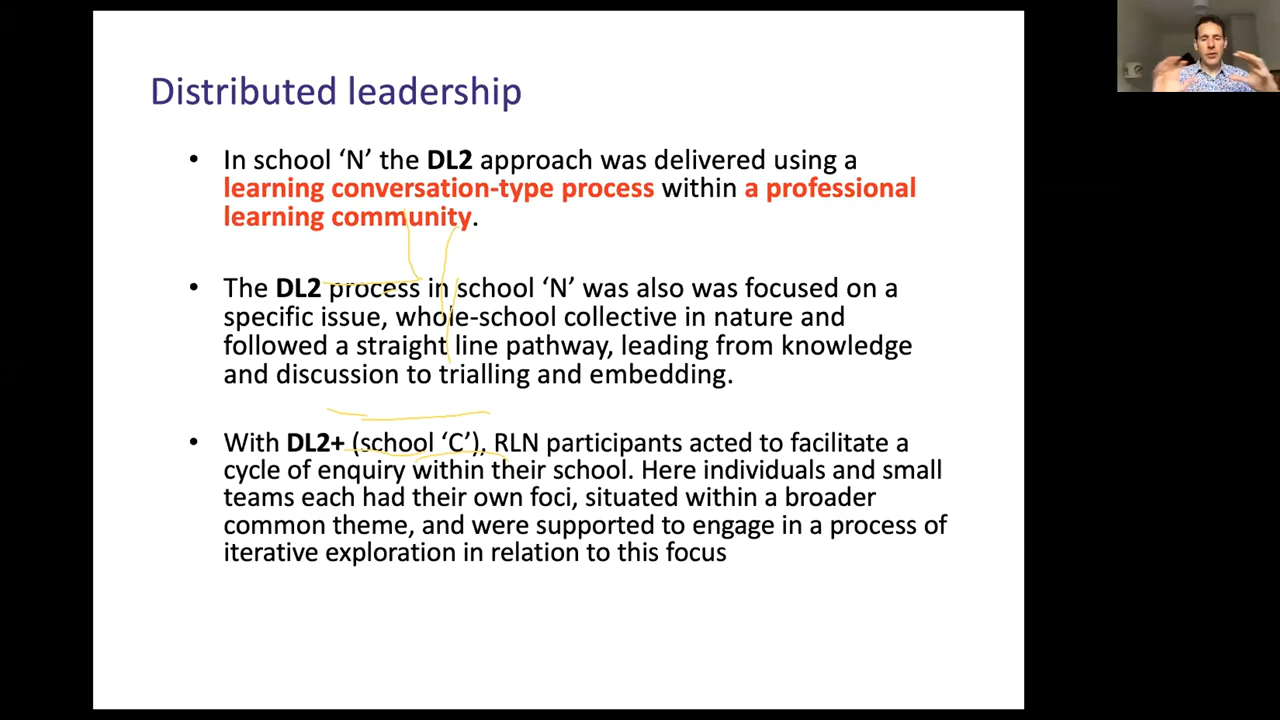 Distributed leadership
• In school ‘N’ the DL2 approach was delivered using a
learning conversation-type process within a professional
learning community.
• The DL2 process in school ‘N’ was also was focused on a
specific issue, whole-school collective in nature and
followed a straight line pathway, leading from knowledge
and discussion to trialling and embedding.
• With DL2+ (school ‘C’), RLN participants acted to facilitate a
cycle of enquiry within their school. Here individuals and small
teams each had their own foci, situated within a broader
common theme, and were supported to engage in a process of
iterative exploration in relation to this focus